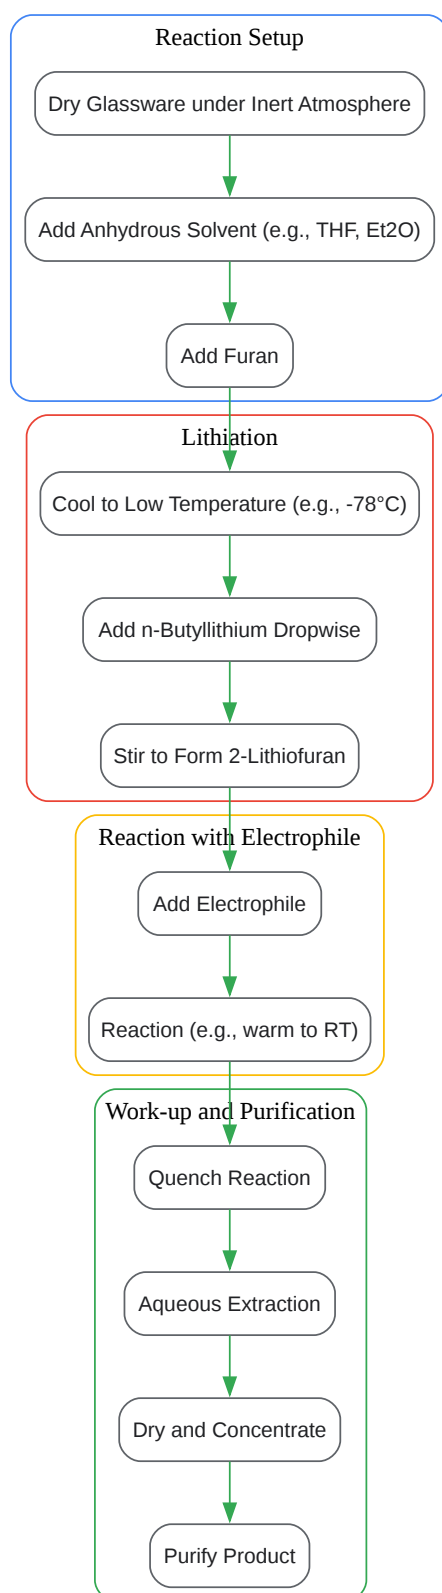 Reaction Setup
Dry Glassware under Inert Atmosphere
Add Anhydrous Solvent (e.g., THF, Et2O)
Add Furan
Lithiation
Cool to Low Temperature (e.g., -78°C)
Add n-Butyllithium Dropwise
Stir to Form 2-Lithiofuran
Reaction with Electrophile
Add Electrophile
Reaction (e.g., warm to RT)
Work-up and Purification
Quench Reaction
Aqueous Extraction
Dry and Concentrate
Purify Product